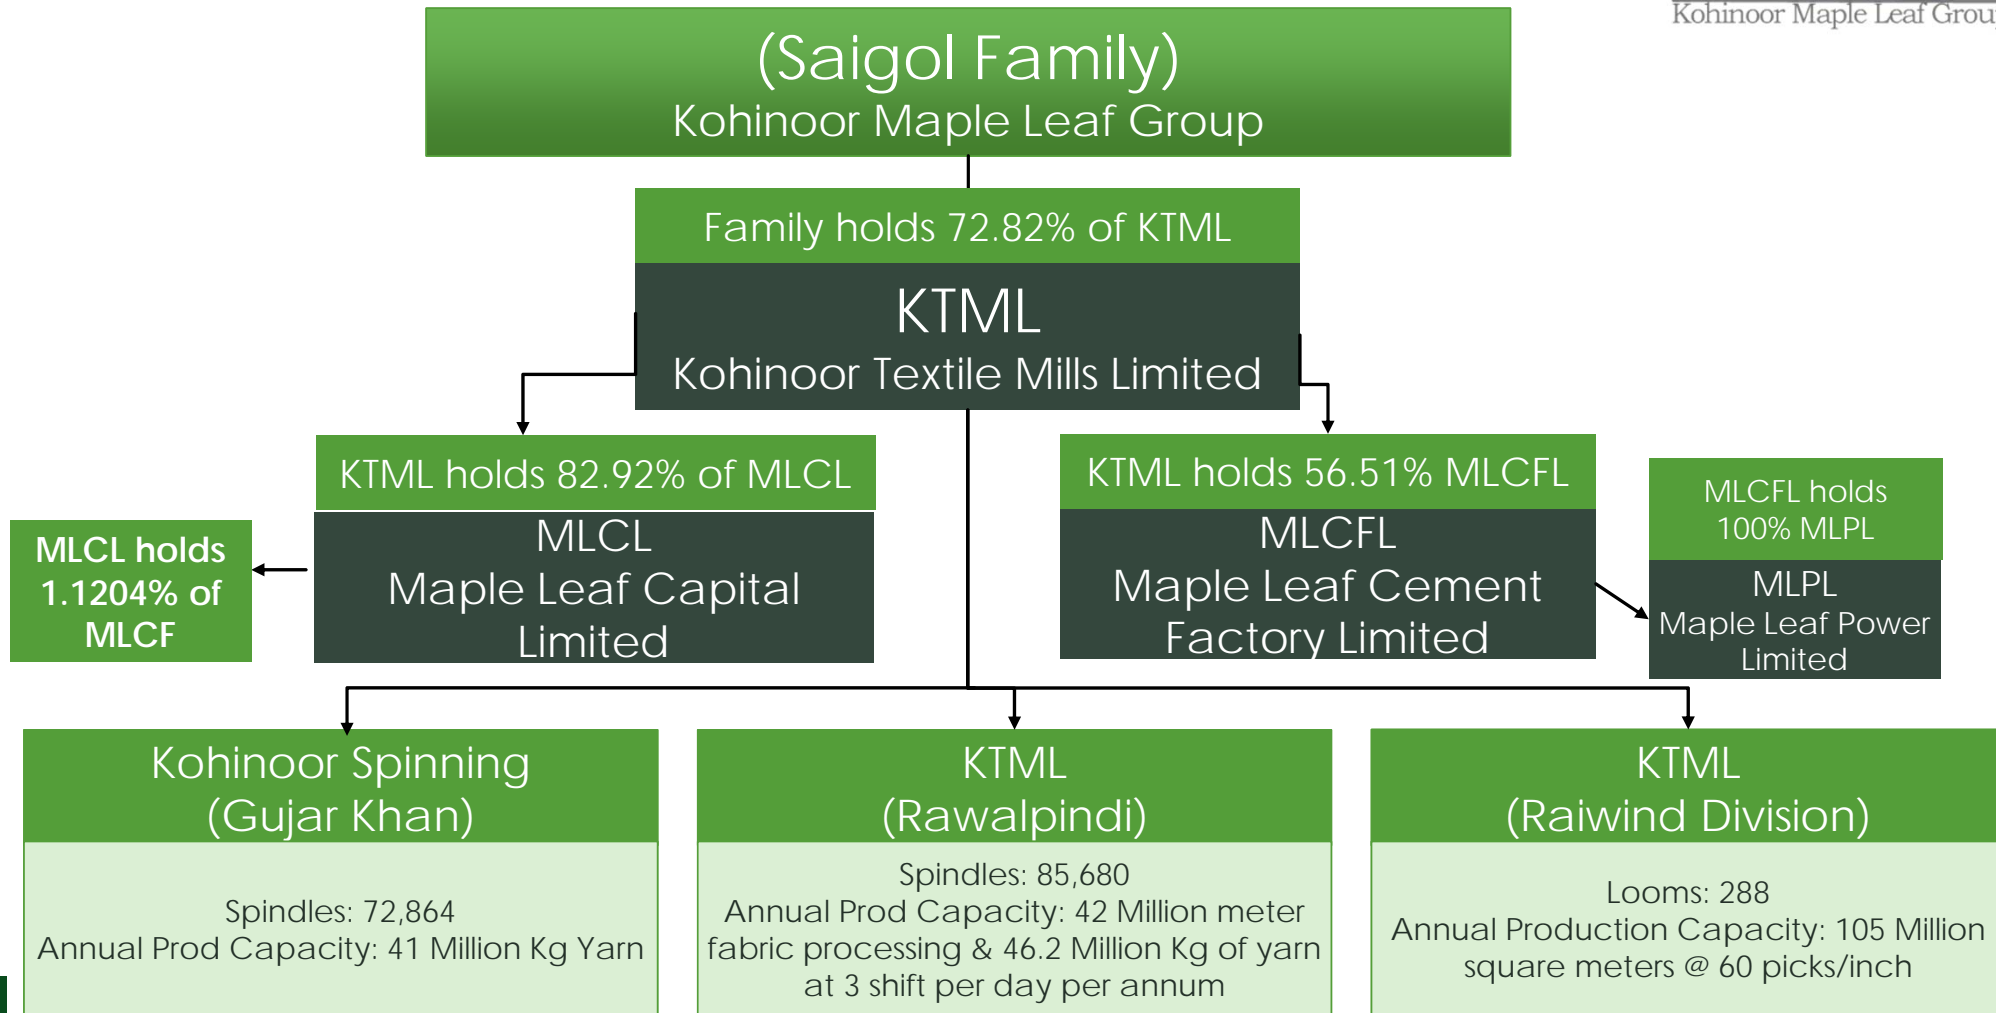 Kohinoor Maple Leaf Group
(Saigol Family)
Kohinoor Maple Leaf Group
Family holds 72.82% of KTML
KTML
Kohinoor Textile Mills Limited
KTML holds 82.92% of MLCL
MLCL
Maple Leaf Capital
Limited
MLCL holds
1.1204% of
MLCF
KTML holds 56.51% MLCFL
MLCFL
Maple Leaf Cement
Factory Limited
MLCFL holds
100% MLPL
MLPL
Maple Leaf Power
Limited
Kohinoor Spinning
(Gujar Khan)
Spindles: 72,864
Annual Prod Capacity: 41 Million Kg Yarn
KTML
(Rawalpindi)
Spindles: 85,680
Annual Prod Capacity: 42 Million meter
fabric processing & 46.2 Million Kg of yarn
at 3 shift per day per annum
KTML
(Raiwind Division)
Looms: 288
Annual Production Capacity: 105 Million
square meters @ 60 picks/inch